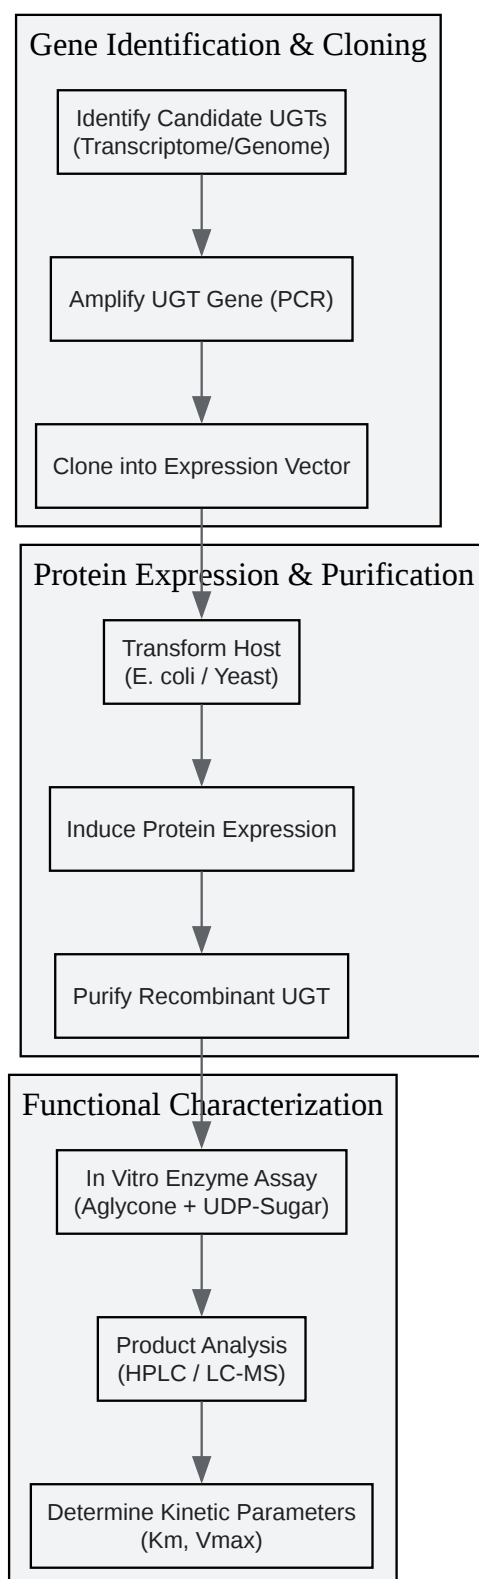 Gene Identification & Cloning
Identify Candidate UGTs
(Transcriptome/Genome)
Amplify UGT Gene (PCR)
Clone into Expression Vector
Protein Expression & Purification
Transform Host
(E. coli / Yeast)
Induce Protein Expression
Purify Recombinant UGT
Functional Characterization
In Vitro Enzyme Assay
(Aglycone + UDP-Sugar)
Product Analysis
(HPLC / LC-MS)
Determine Kinetic Parameters
(Km, Vmax)